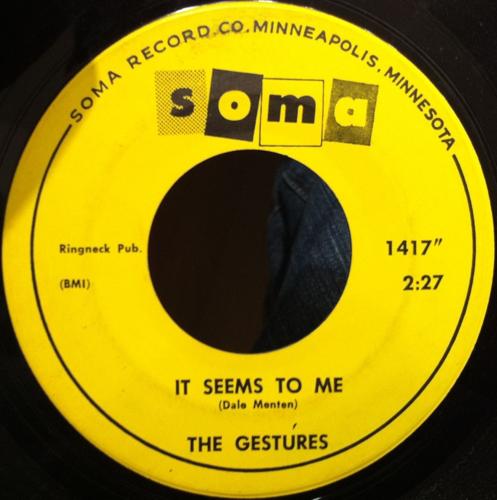 SOMA RECORD CO. MINNEAPOLIS, MINNESOTA
soma
Ringneck Pub. 1417"
(BMI) 2:27
IT SEEMS TO ME
(Dale Menten)
THE GESTURES